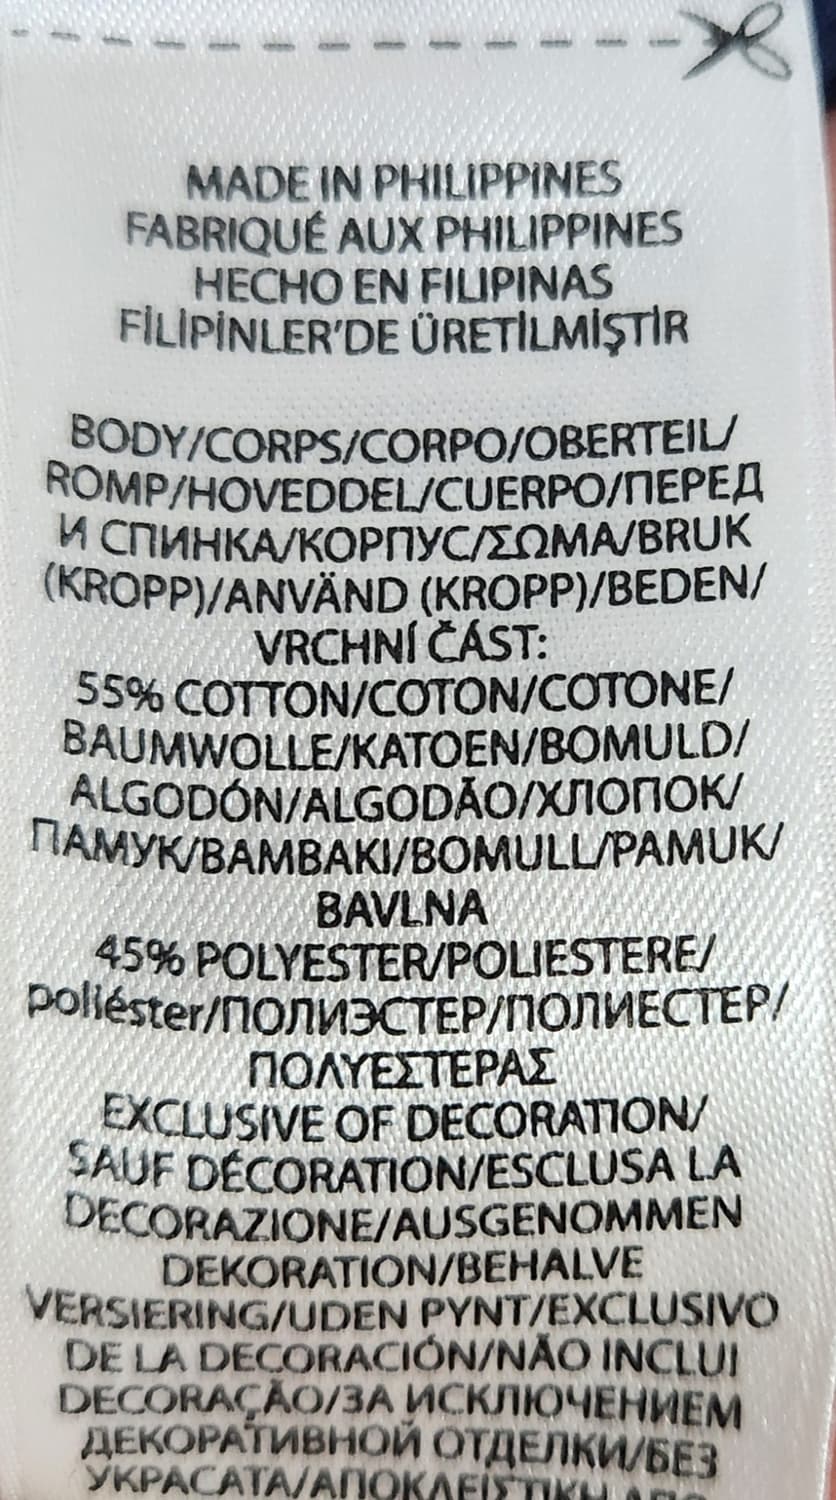 MADE IN PHILIPPINES
FABRIQUÉ AUX PHILIPPINES
HECHO EN FILIPINAS
FİLİPİNLER'DE ÜRETİLMİŞTİR
BODY/CORPS/CORPO/OBERTEIL/
ROMP/HOVEDDEL/CUERPO/ПЕРЕД
И СПИНКА/КОРПУС/ΣΩΜΑ/BRUK
(KROPP)/ANVÄND (KROPP)/BEDEN/
VRCHNÍ ČÁST:
55% COTTON/COTON/COTONE/
BAUMWOLLE/KATOEN/BOMULD/
ALGODÓN/ALGODÃO/ХЛОПОК/
ПАМУК/BAMBAKI/BOMULL/PAMUK/
BAVLNA
45% POLYESTER/POLIESTERE/
poliéster/ПОЛИЭСТЕР/ПОЛИЕСТЕР/
ΠΟΛΥΕΣΤΕΡΑΣ
EXCLUSIVE OF DECORATION/
SAUF DÉCORATION/ESCLUSA LA
DECORAZIONE/AUSGENOMMEN
DEKORATION/BEHALVE
VERSIERING/UDEN PYNT/EXCLUSIVO
DE LA DECORACIÓN/NÃO INCLUI
DECORAÇÃO/ЗА ИСКЛЮЧЕНИЕМ
ДЕКОРАТИВНОЙ ОТДЕЛКИ/БЕЗ
УКРАСАТА/ΑΠΟΚΛΕΙΣΤΙΚΗ ΑΠΟ